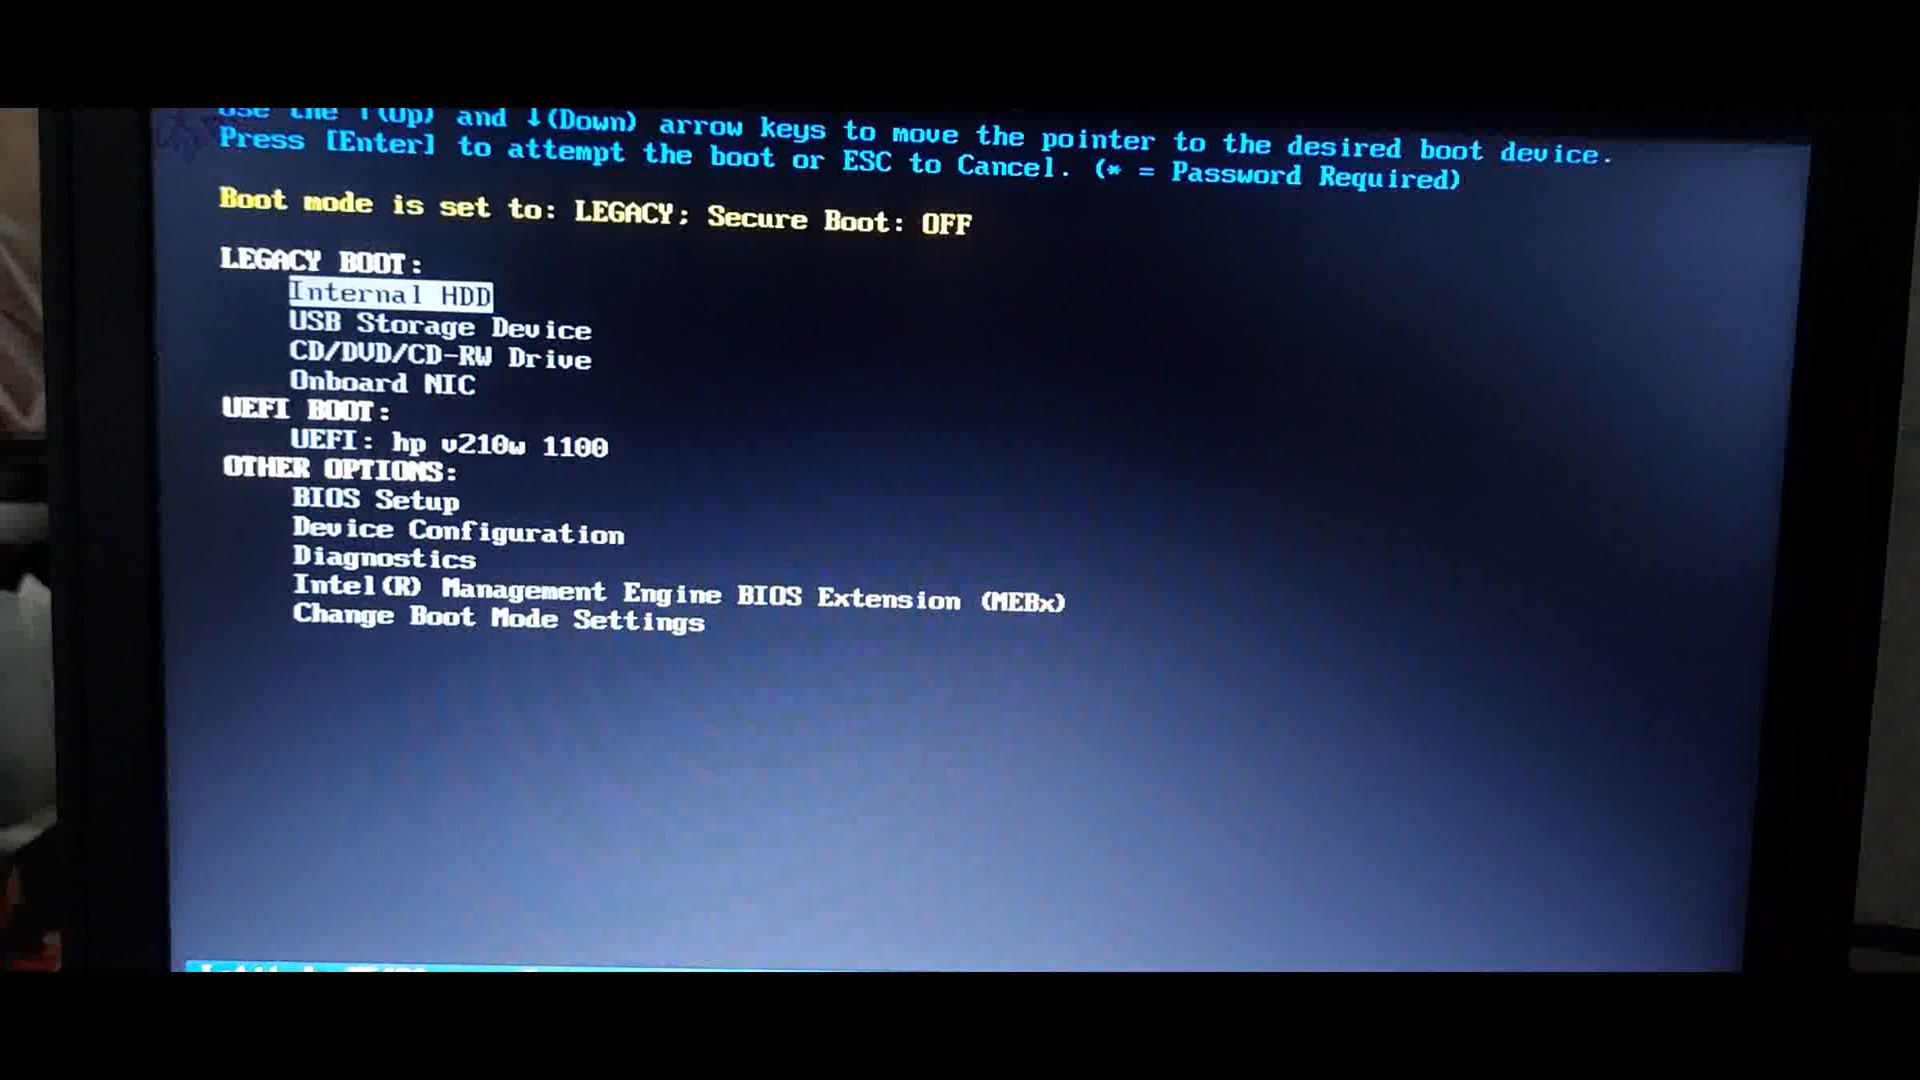 Use the ↑(Up) and ↓(Down) arrow keys to move the pointer to the desired boot device.
Press [Enter] to attempt the boot or ESC to Cancel. (* = Password Required)
Boot mode is set to: LEGACY; Secure Boot: OFF
LEGACY BOOT:
Internal HDD
USB Storage Device
CD/DVD/CD-RW Drive
Onboard NIC
UEFI BOOT:
UEFI: hp v210w 1100
OTHER OPTIONS:
BIOS Setup
Device Configuration
Diagnostics
Intel(R) Management Engine BIOS Extension (MEBx)
Change Boot Mode Settings